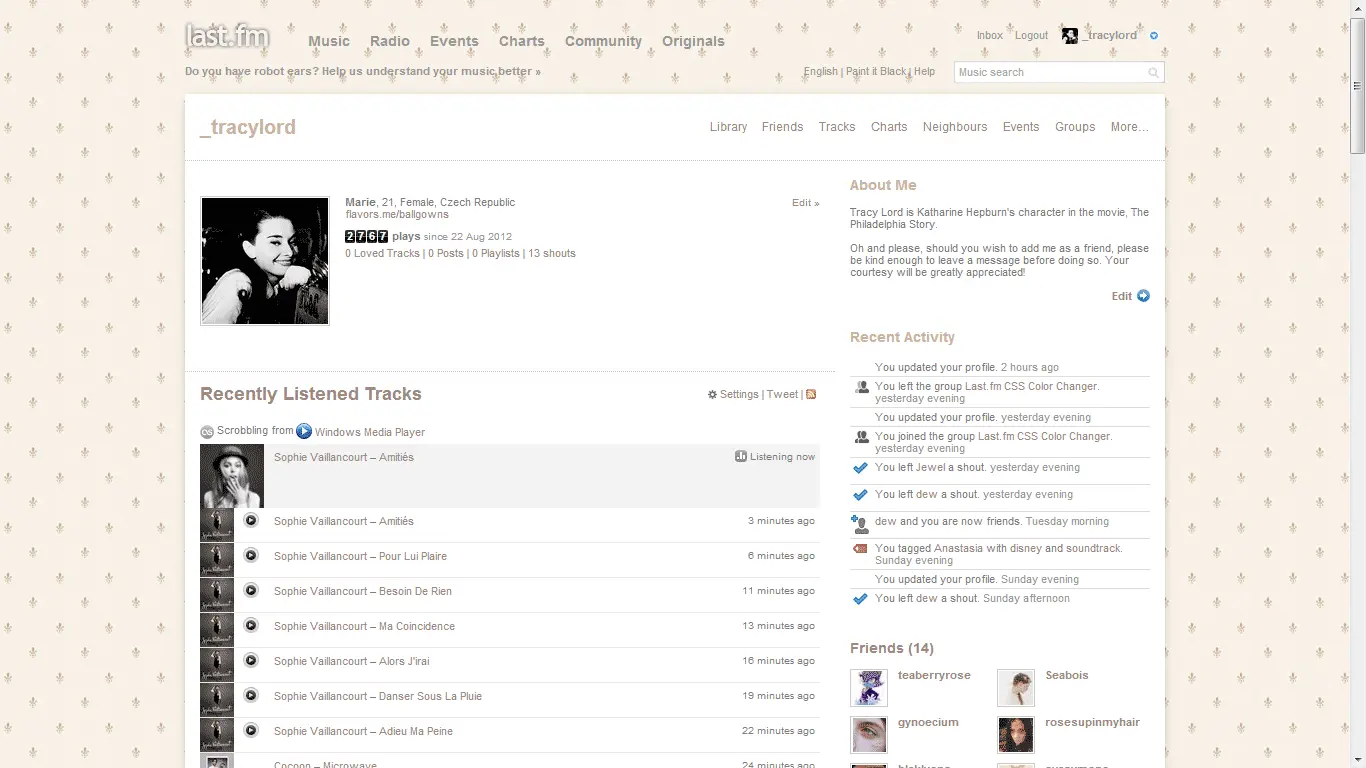 last.fm
Music Radio Events Charts Community Originals
Inbox Logout _tracylord
Do you have robot ears? Help us understand your music better »
English | Paint it Black | Help
Music search
_tracylord
Library Friends Tracks Charts Neighbours Events Groups More...
Marie, 21, Female, Czech Republic
flavors.me/ballgowns
Edit »
2767 plays since 22 Aug 2012
0 Loved Tracks | 0 Posts | 0 Playlists | 13 shouts
Recently Listened Tracks
Settings | Tweet |
Scrobbling from Windows Media Player
Sophie Vaillancourt – Amitiés Listening now
Sophie Vaillancourt – Amitiés 3 minutes ago
Sophie Vaillancourt – Pour Lui Plaire 6 minutes ago
Sophie Vaillancourt – Besoin De Rien 11 minutes ago
Sophie Vaillancourt – Ma Coincidence 13 minutes ago
Sophie Vaillancourt – Alors J'irai 16 minutes ago
Sophie Vaillancourt – Danser Sous La Pluie 19 minutes ago
Sophie Vaillancourt – Adieu Ma Peine 22 minutes ago
Cocoon – Microwave 24 minutes ago
About Me
Tracy Lord is Katharine Hepburn's character in the movie, The
Philadelphia Story.
Oh and please, should you wish to add me as a friend, please
be kind enough to leave a message before doing so. Your
courtesy will be greatly appreciated!
Edit
Recent Activity
You updated your profile. 2 hours ago
You left the group Last.fm CSS Color Changer.
yesterday evening
You updated your profile. yesterday evening
You joined the group Last.fm CSS Color Changer.
yesterday evening
You left Jewel a shout. yesterday evening
You left dew a shout. yesterday evening
dew and you are now friends. Tuesday morning
You tagged Anastasia with disney and soundtrack.
Sunday evening
You updated your profile. Sunday evening
You left dew a shout. Sunday afternoon
Friends (14)
teaberryrose Seabois
gynoecium rosesupinmyhair